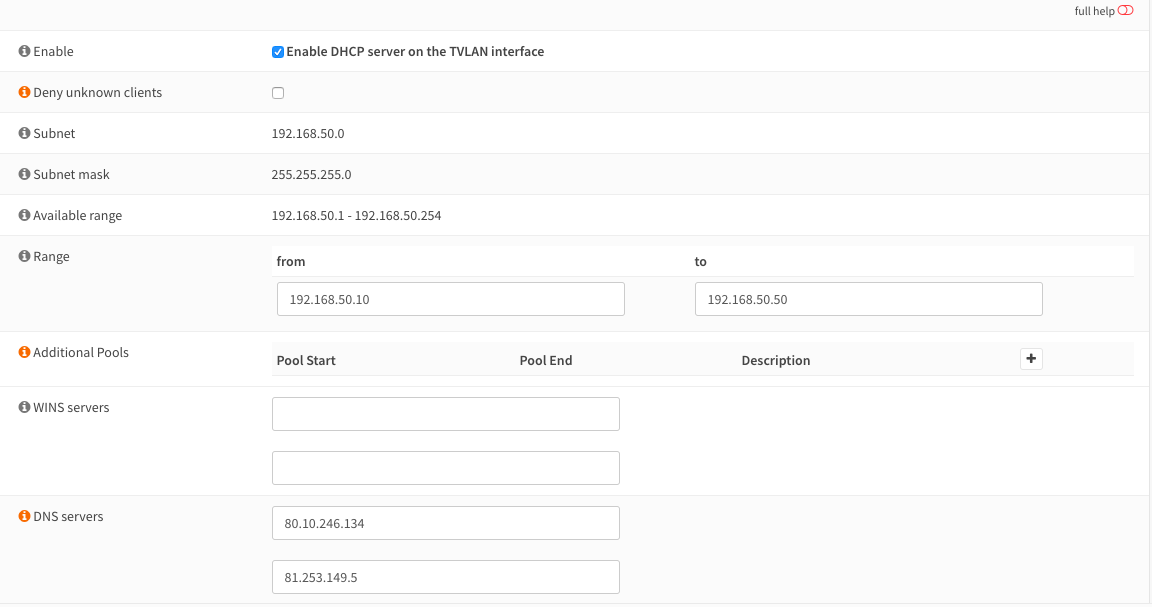 full help
Enable
Enable DHCP server on the TVLAN interface
Deny unknown clients
Subnet
192.168.50.0
Subnet mask
255.255.255.0
Available range
192.168.50.1 - 192.168.50.254
Range
from to
192.168.50.10 192.168.50.50
Additional Pools
Pool Start Pool End Description
WINS servers
DNS servers
80.10.246.134
81.253.149.5